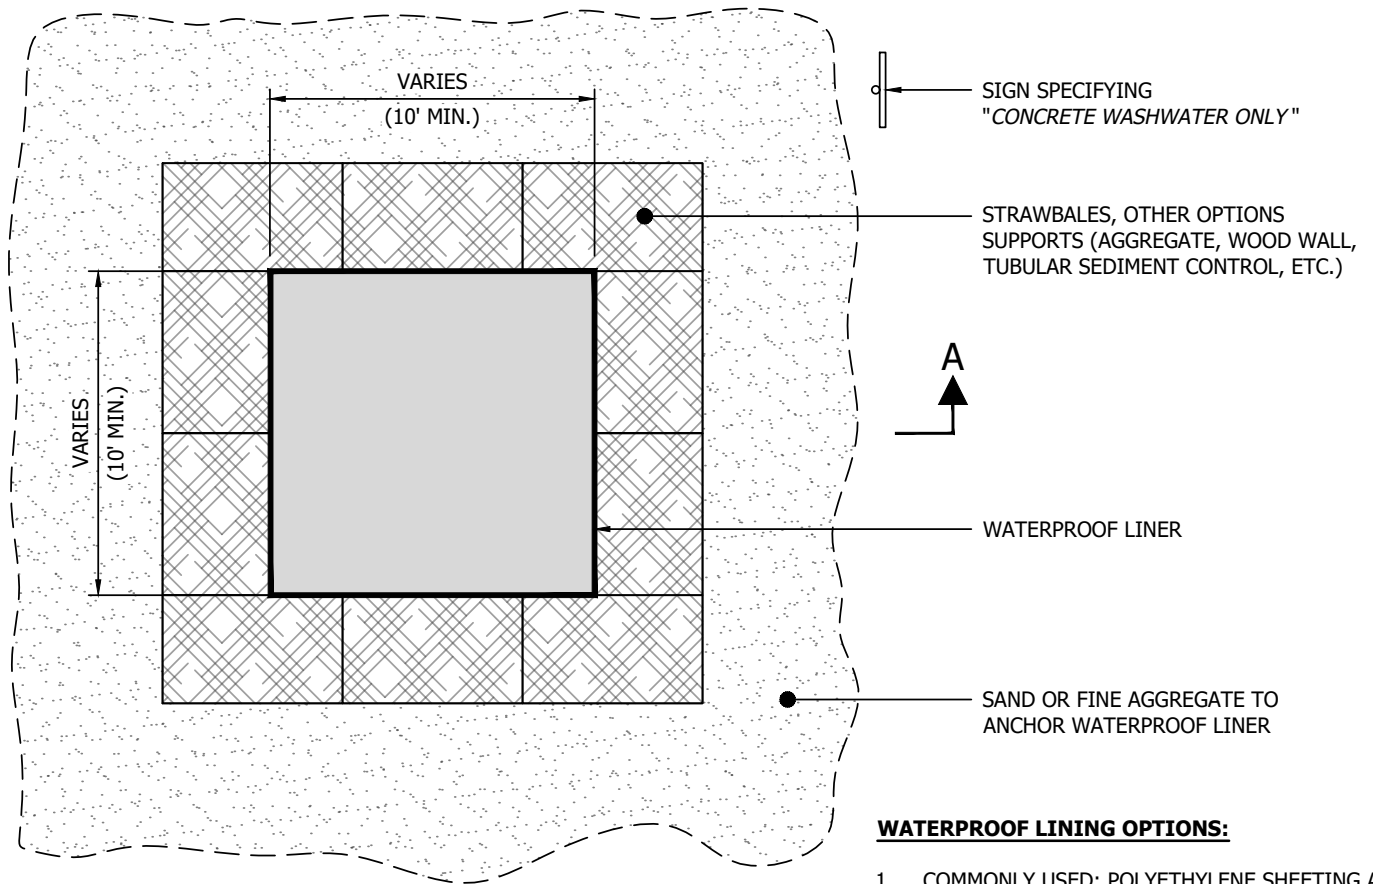 VARIES
(10' MIN.)
SIGN SPECIFYING
"CONCRETE WASHWATER ONLY"
STRAWBALES, OTHER OPTIONS
SUPPORTS (AGGREGATE, WOOD WALL,
TUBULAR SEDIMENT CONTROL, ETC.)
A
VARIES
(10' MIN.)
WATERPROOF LINER
SAND OR FINE AGGREGATE TO
ANCHOR WATERPROOF LINER
WATERPROOF LINING OPTIONS:
1. COMMONLY USED: POLYETHYLENE SHEETING A